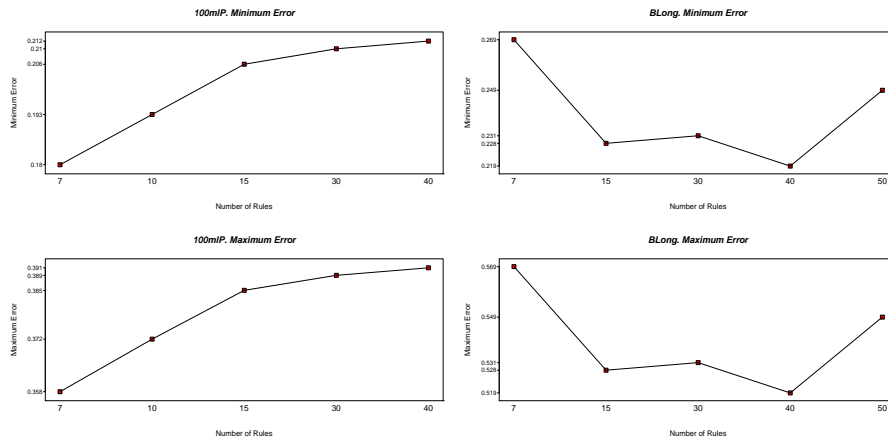 100mlP. Minimum Error
Minimum Error
0.212
0.21
0.206
0.193
0.18
7 10 15 30 40
Number of Rules
BLong. Minimum Error
Minimum Error
0.269
0.249
0.231
0.228
0.219
7 15 30 40 50
Number of Rules
100mlP. Maximum Error
Maximum Error
0.391
0.389
0.385
0.372
0.358
7 10 15 30 40
Number of Rules
BLong. Maximum Error
Maximum Error
0.569
0.549
0.531
0.528
0.519
7 15 30 40 50
Number of Rules